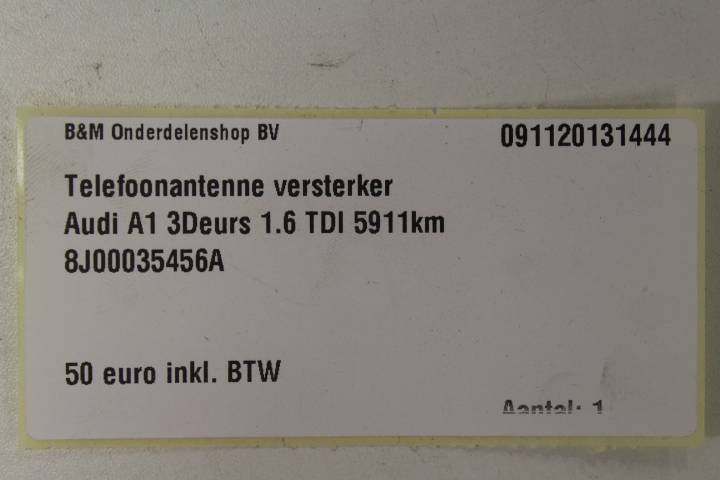 B&M Onderdelenshop BV 091120131444
Telefoonantenne versterker
Audi A1 3Deurs 1.6 TDI 5911km
8J00035456A
50 euro inkl. BTW
Aantal: 1